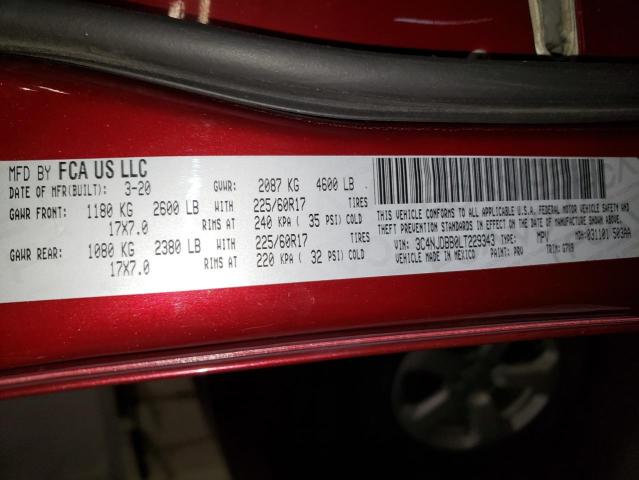 MFD BY FCA US LLC
DATE OF MFR(BUILT): 3-20 GVWR: 2087 KG 4600 LB
GAWR FRONT: 1180 KG 2600 LB WITH 225/60R17 TIRES
17X7.0 RIMS AT 240 KPA ( 35 PSI) COLD
GAWR REAR: 1080 KG 2380 LB WITH 225/60R17 TIRES
17X7.0 RIMS AT 220 KPA ( 32 PSI) COLD
THIS VEHICLE CONFORMS TO ALL APPLICABLE U.S.A. FEDERAL MOTOR VEHICLE SAFETY AND
THEFT PREVENTION STANDARDS IN EFFECT ON THE DATE OF MANUFACTURE SHOWN ABOVE.
VIN: 3C4NJDBB0LT229343 TYPE: MPV MDH: 031101 503AA
VEHICLE MADE IN MEXICO PAINT: PRV TRIM: